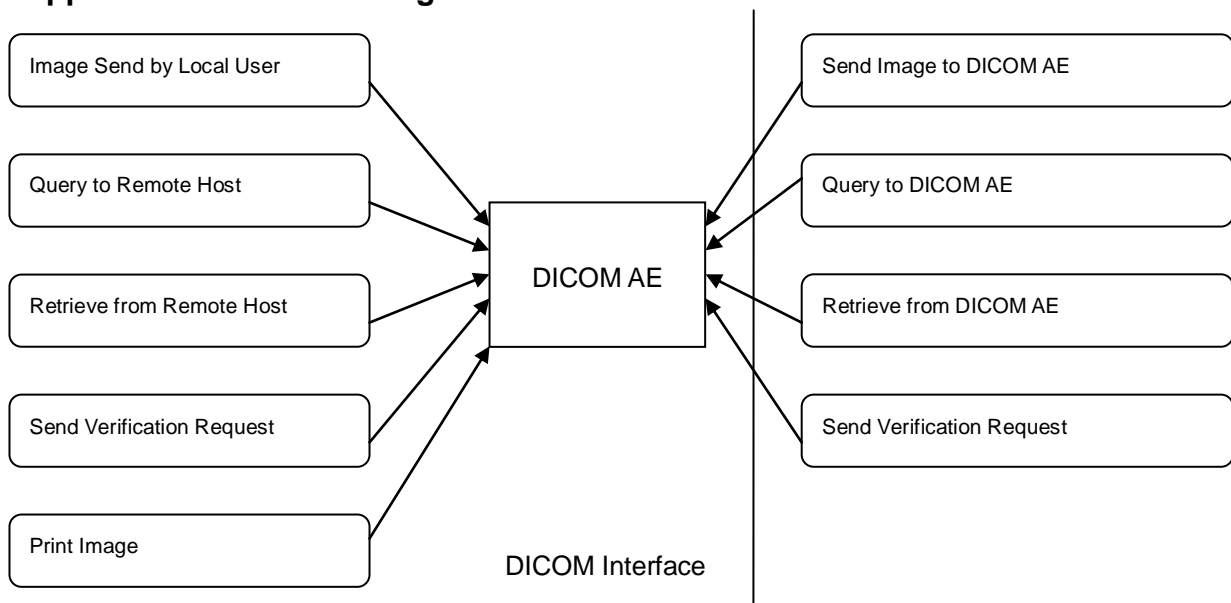 Image Send by Local User
Query to Remote Host
Retrieve from Remote Host
Send Verification Request
Print Image
DICOM AE
DICOM Interface
Send Image to DICOM AE
Query to DICOM AE
Retrieve from DICOM AE
Send Verification Request